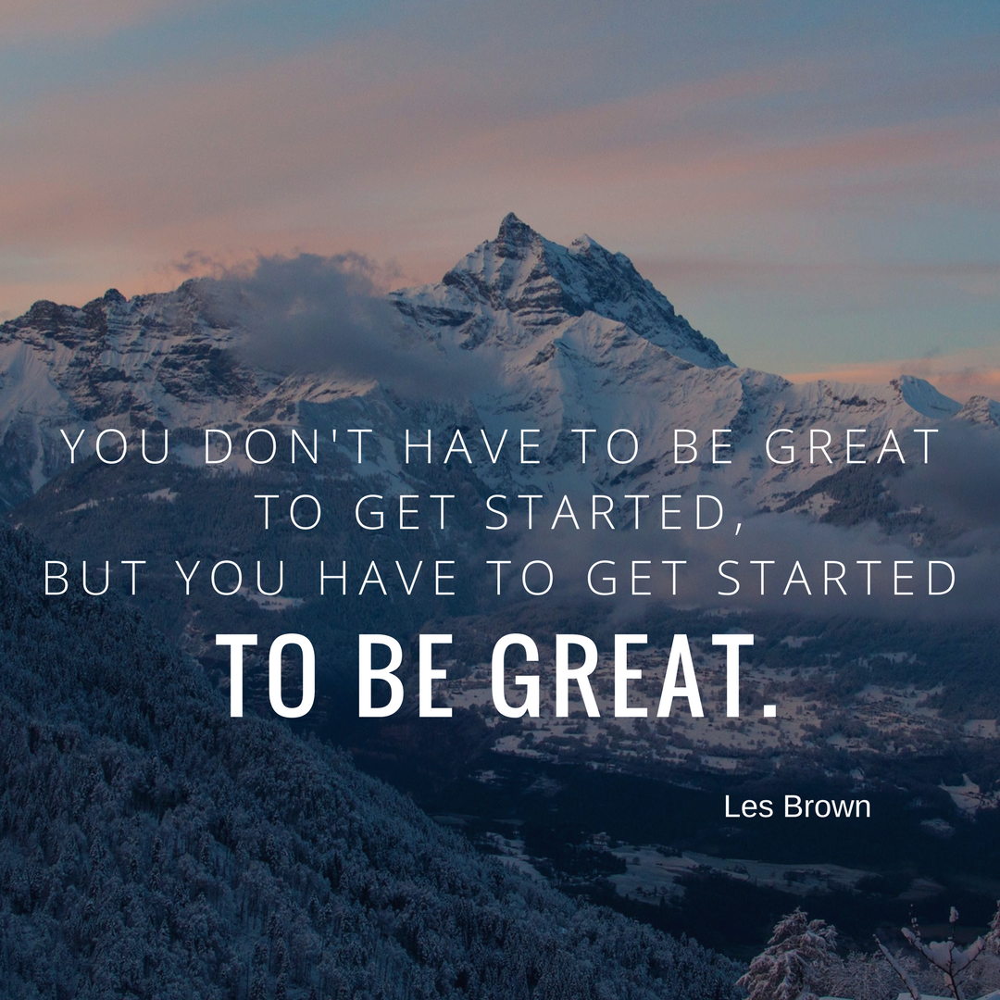 YOU DON'T HAVE TO BE GREAT
TO GET STARTED,
BUT YOU HAVE TO GET STARTED
TO BE GREAT.
Les Brown